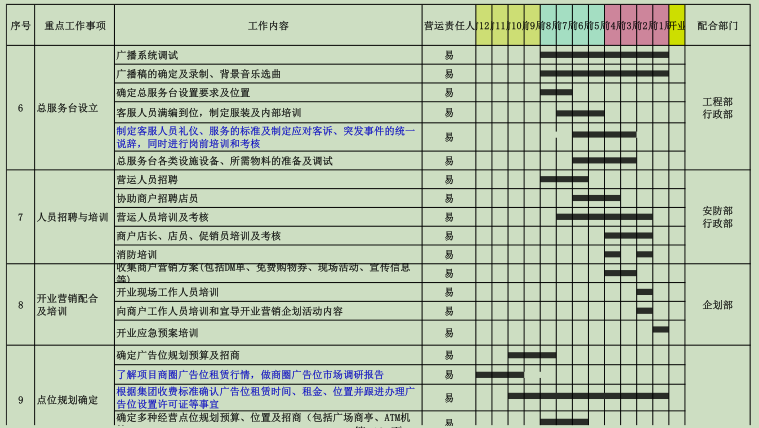 序号 重点工作事项 工作内容 营运责任人 配合部门
广播系统调试 易
广播稿的确定及录制、背景音乐选曲 易
确定总服务台设置要求及位置 易
6 总服务台设立 客服人员满编到位，制定服装及内部培训 易 工程部
行政部
制定客服人员礼仪、服务的标准及制定应对客诉、突发事件的统一
说辞，同时进行岗前培训和考核 易
总服务台各类设施设备、所需物料的准备及调试 易
营运人员招聘 易
协助商户招聘店员 易
7 人员招聘与培训 营运人员培训及考核 易 安防部
行政部
商户店长、店员、促销员培训及考核 易
消防培训 易
收集商户营销方案(包括DM单、免费购物券、现场活动、宣传信息
等) 易
开业现场工作人员培训 易
8 开业营销配合
及培训 向商户工作人员培训和宣导开业营销企划活动内容 易 企划部
开业应急预案培训 易
确定广告位规划预算及招商 易
了解项目商圈广告位租赁行情，做商圈广告位市场调研报告 易
9 点位规划确定 根据集团收费标准确认广告位租赁时间、租金、位置并跟进办理广
告位设置许可证等事宜 易
确定多种经营点位规划预算、位置及招商（包括广场商亭、ATM机 易